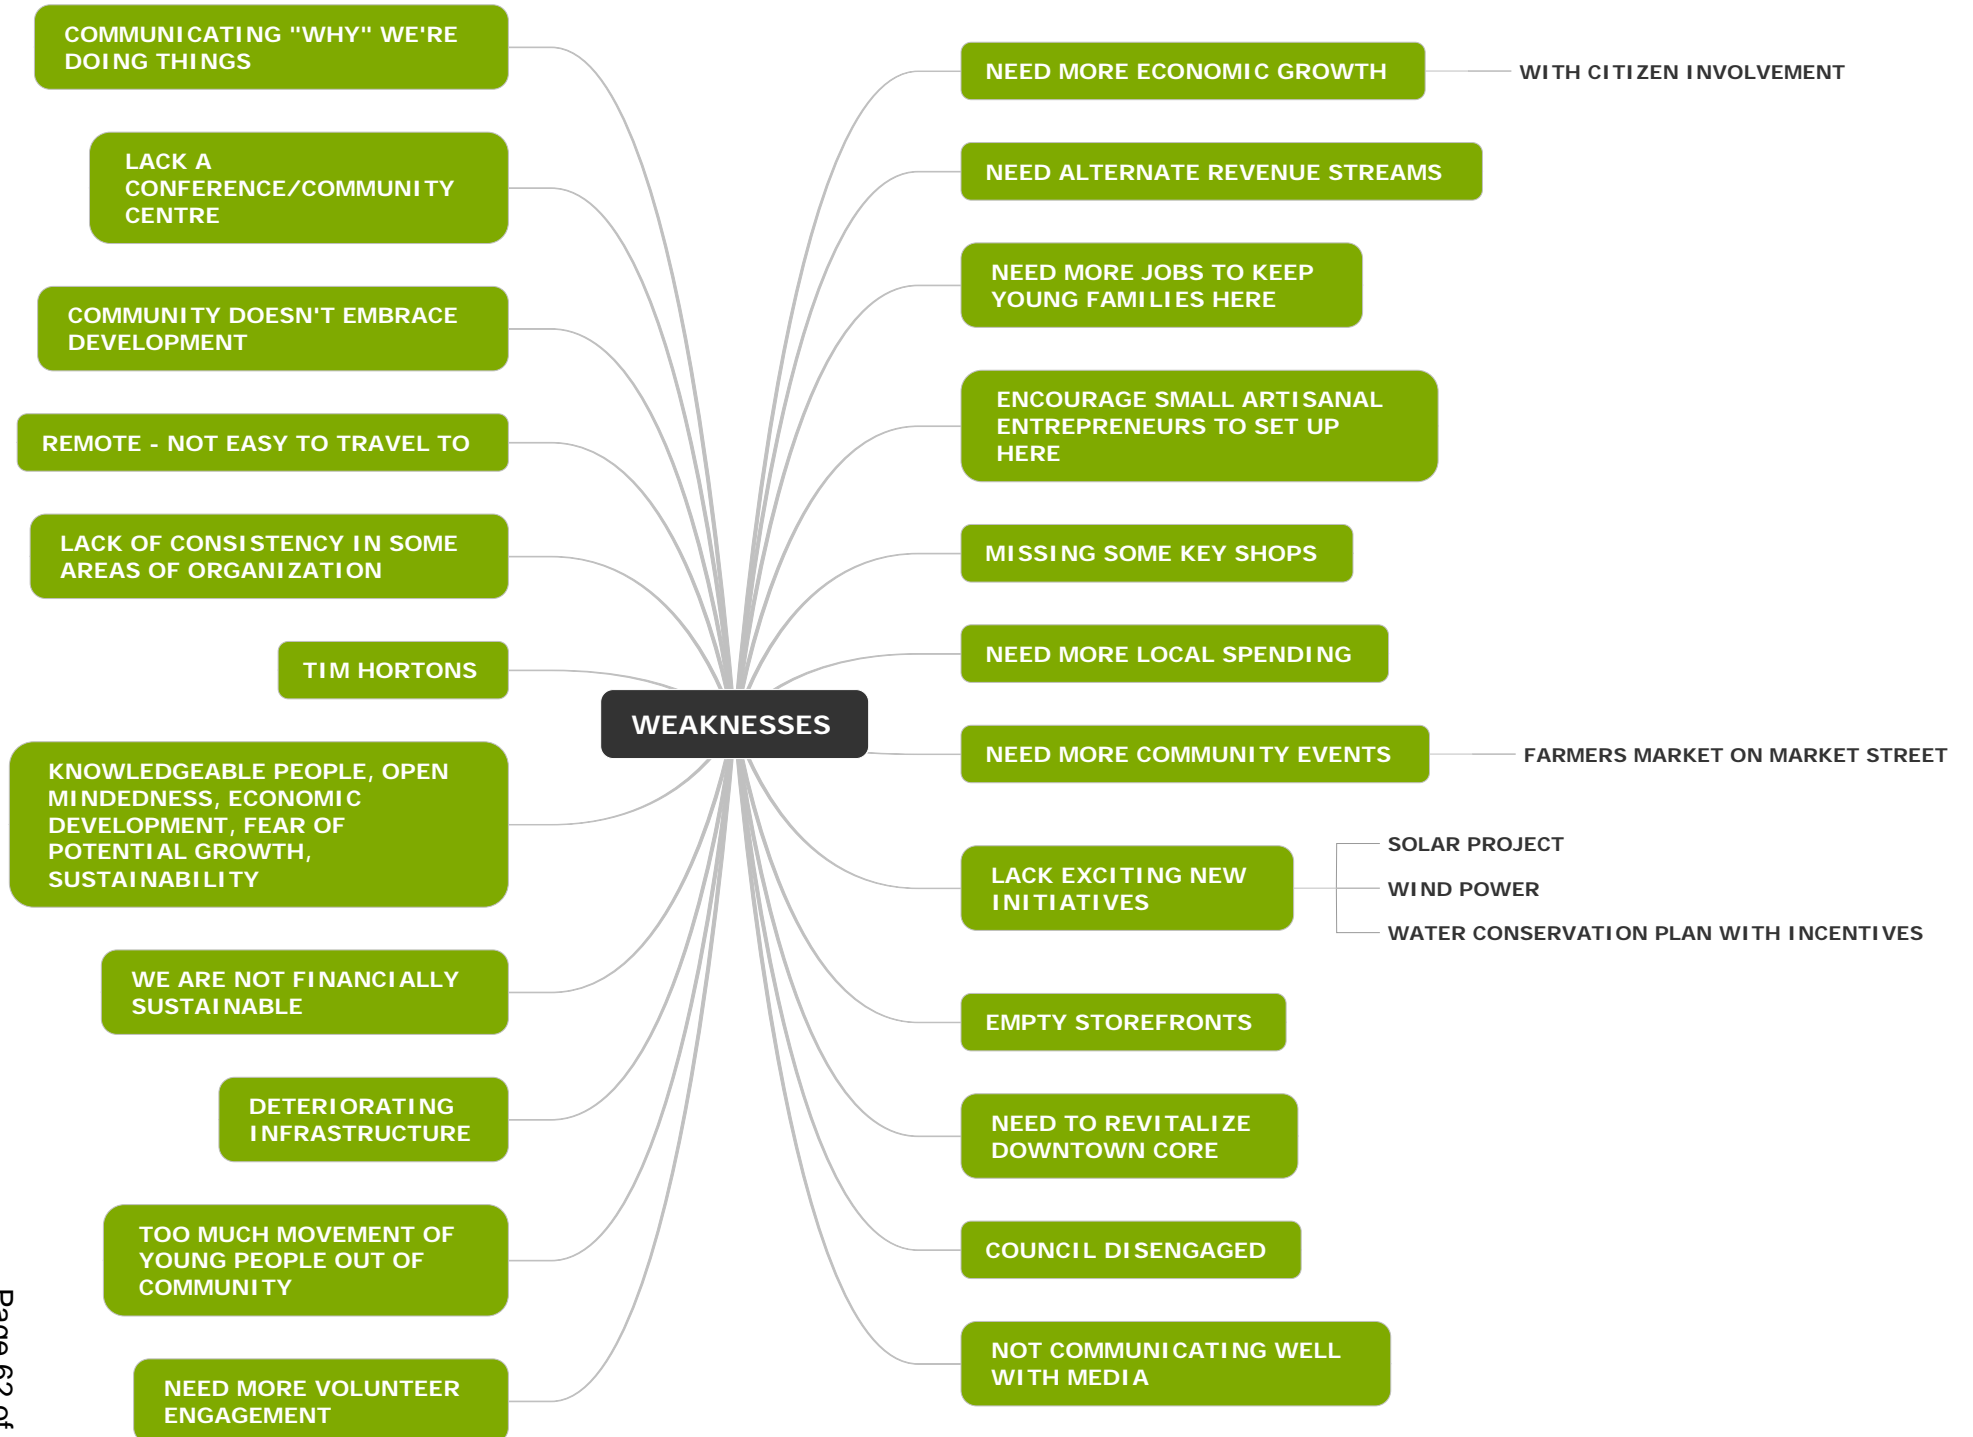 COMMUNICATING "WHY" WE'RE
DOING THINGS
LACK A
CONFERENCE/COMMUNITY
CENTRE
COMMUNITY DOESN'T EMBRACE
DEVELOPMENT
REMOTE - NOT EASY TO TRAVEL TO
LACK OF CONSISTENCY IN SOME
AREAS OF ORGANIZATION
TIM HORTONS
KNOWLEDGEABLE PEOPLE, OPEN
MINDEDNESS, ECONOMIC
DEVELOPMENT, FEAR OF
POTENTIAL GROWTH,
SUSTAINABILITY
WE ARE NOT FINANCIALLY
SUSTAINABLE
DETERIORATING
INFRASTRUCTURE
TOO MUCH MOVEMENT OF
YOUNG PEOPLE OUT OF
COMMUNITY
NEED MORE VOLUNTEER
ENGAGEMENT
WEAKNESSES
NEED MORE ECONOMIC GROWTH
WITH CITIZEN INVOLVEMENT
NEED ALTERNATE REVENUE STREAMS
NEED MORE JOBS TO KEEP
YOUNG FAMILIES HERE
ENCOURAGE SMALL ARTISANAL
ENTREPRENEURS TO SET UP
HERE
MISSING SOME KEY SHOPS
NEED MORE LOCAL SPENDING
NEED MORE COMMUNITY EVENTS
FARMERS MARKET ON MARKET STREET
LACK EXCITING NEW
INITIATIVES
SOLAR PROJECT
WIND POWER
WATER CONSERVATION PLAN WITH INCENTIVES
EMPTY STOREFRONTS
NEED TO REVITALIZE
DOWNTOWN CORE
COUNCIL DISENGAGED
NOT COMMUNICATING WELL
WITH MEDIA
Page 62 of